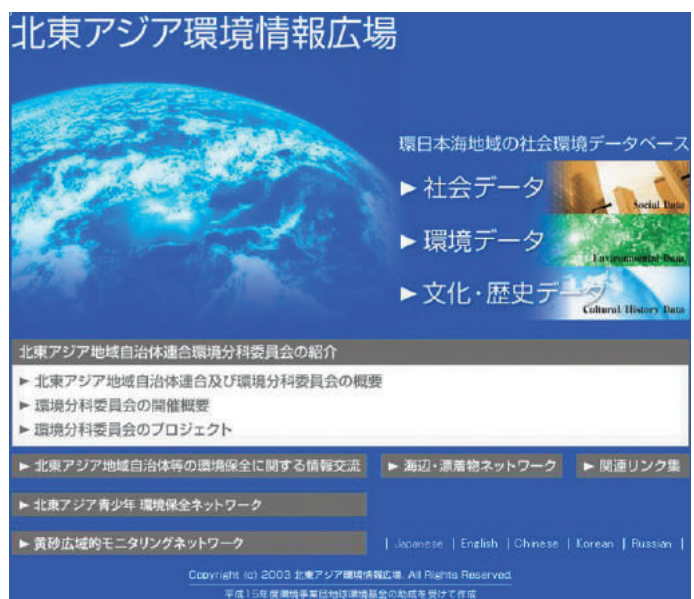 北東アジア環境情報広場
環日本海地域の社会環境データベース
► 社会データ
Social Data
► 環境データ
Environmental Data
► 文化・歴史データ
Cultural History Data
北東アジア地域自治体連合環境分科委員会の紹介
► 北東アジア地域自治体連合及び環境分科委員会の概要
► 環境分科委員会の開催概要
► 環境分科委員会のプロジェクト
► 北東アジア地域自治体等の環境保全に関する情報交流
► 海辺・漂着物ネットワーク
► 関連リンク集
► 北東アジア青少年 環境保全ネットワーク
► 黄砂広域的モニタリングネットワーク
| Japanese | English | Chinese | Korean | Russian |
Copyright (c) 2003 北東アジア環境情報広場. All Rights Reserved.
平成15年度環境事業団地球環境基金の助成を受けて作成